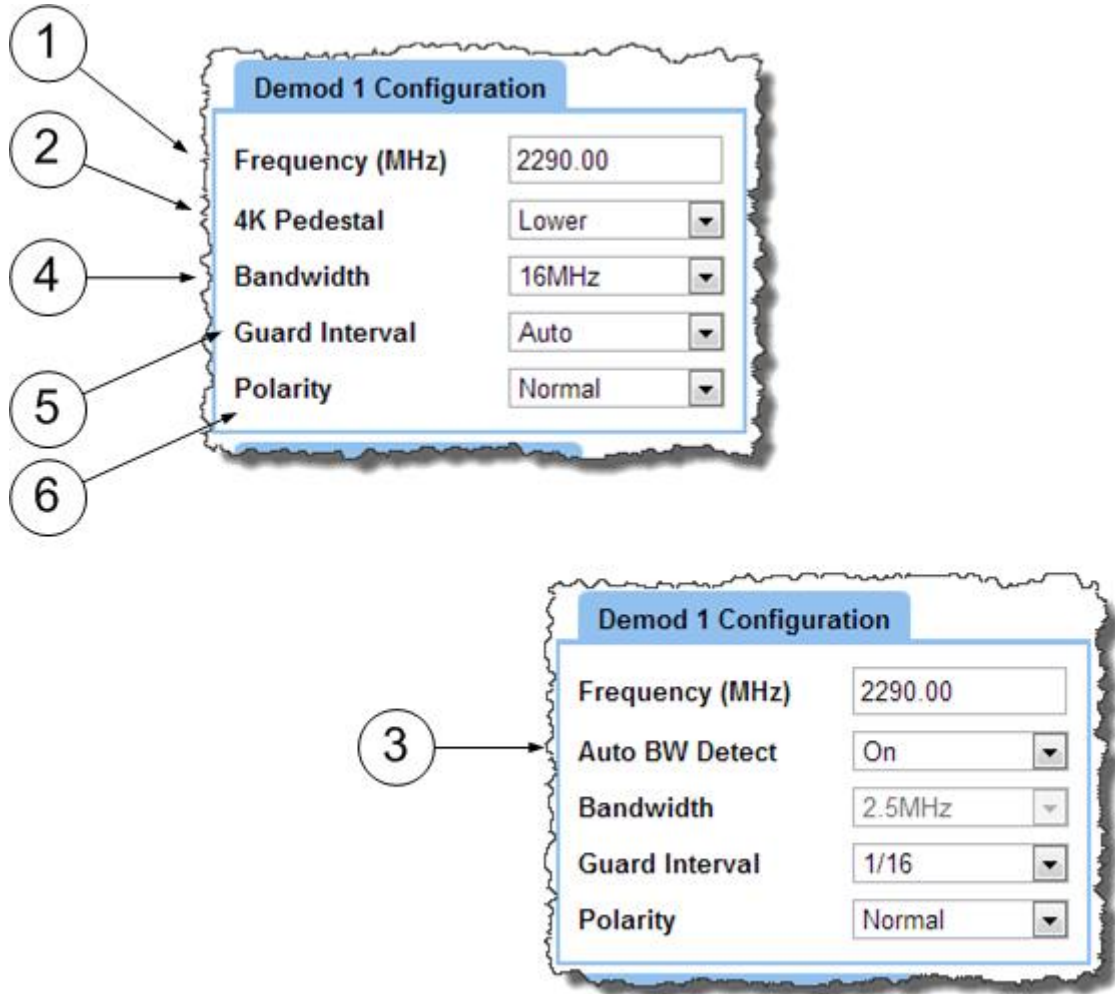 1
Demod 1 Configuration
2
Frequency (MHz) 2290.00
4K Pedestal Lower
4
Bandwidth 16MHz
Guard Interval Auto
5
Polarity Normal
6
Demod 1 Configuration
Frequency (MHz) 2290.00
3
Auto BW Detect On
Bandwidth 2.5MHz
Guard Interval 1/16
Polarity Normal